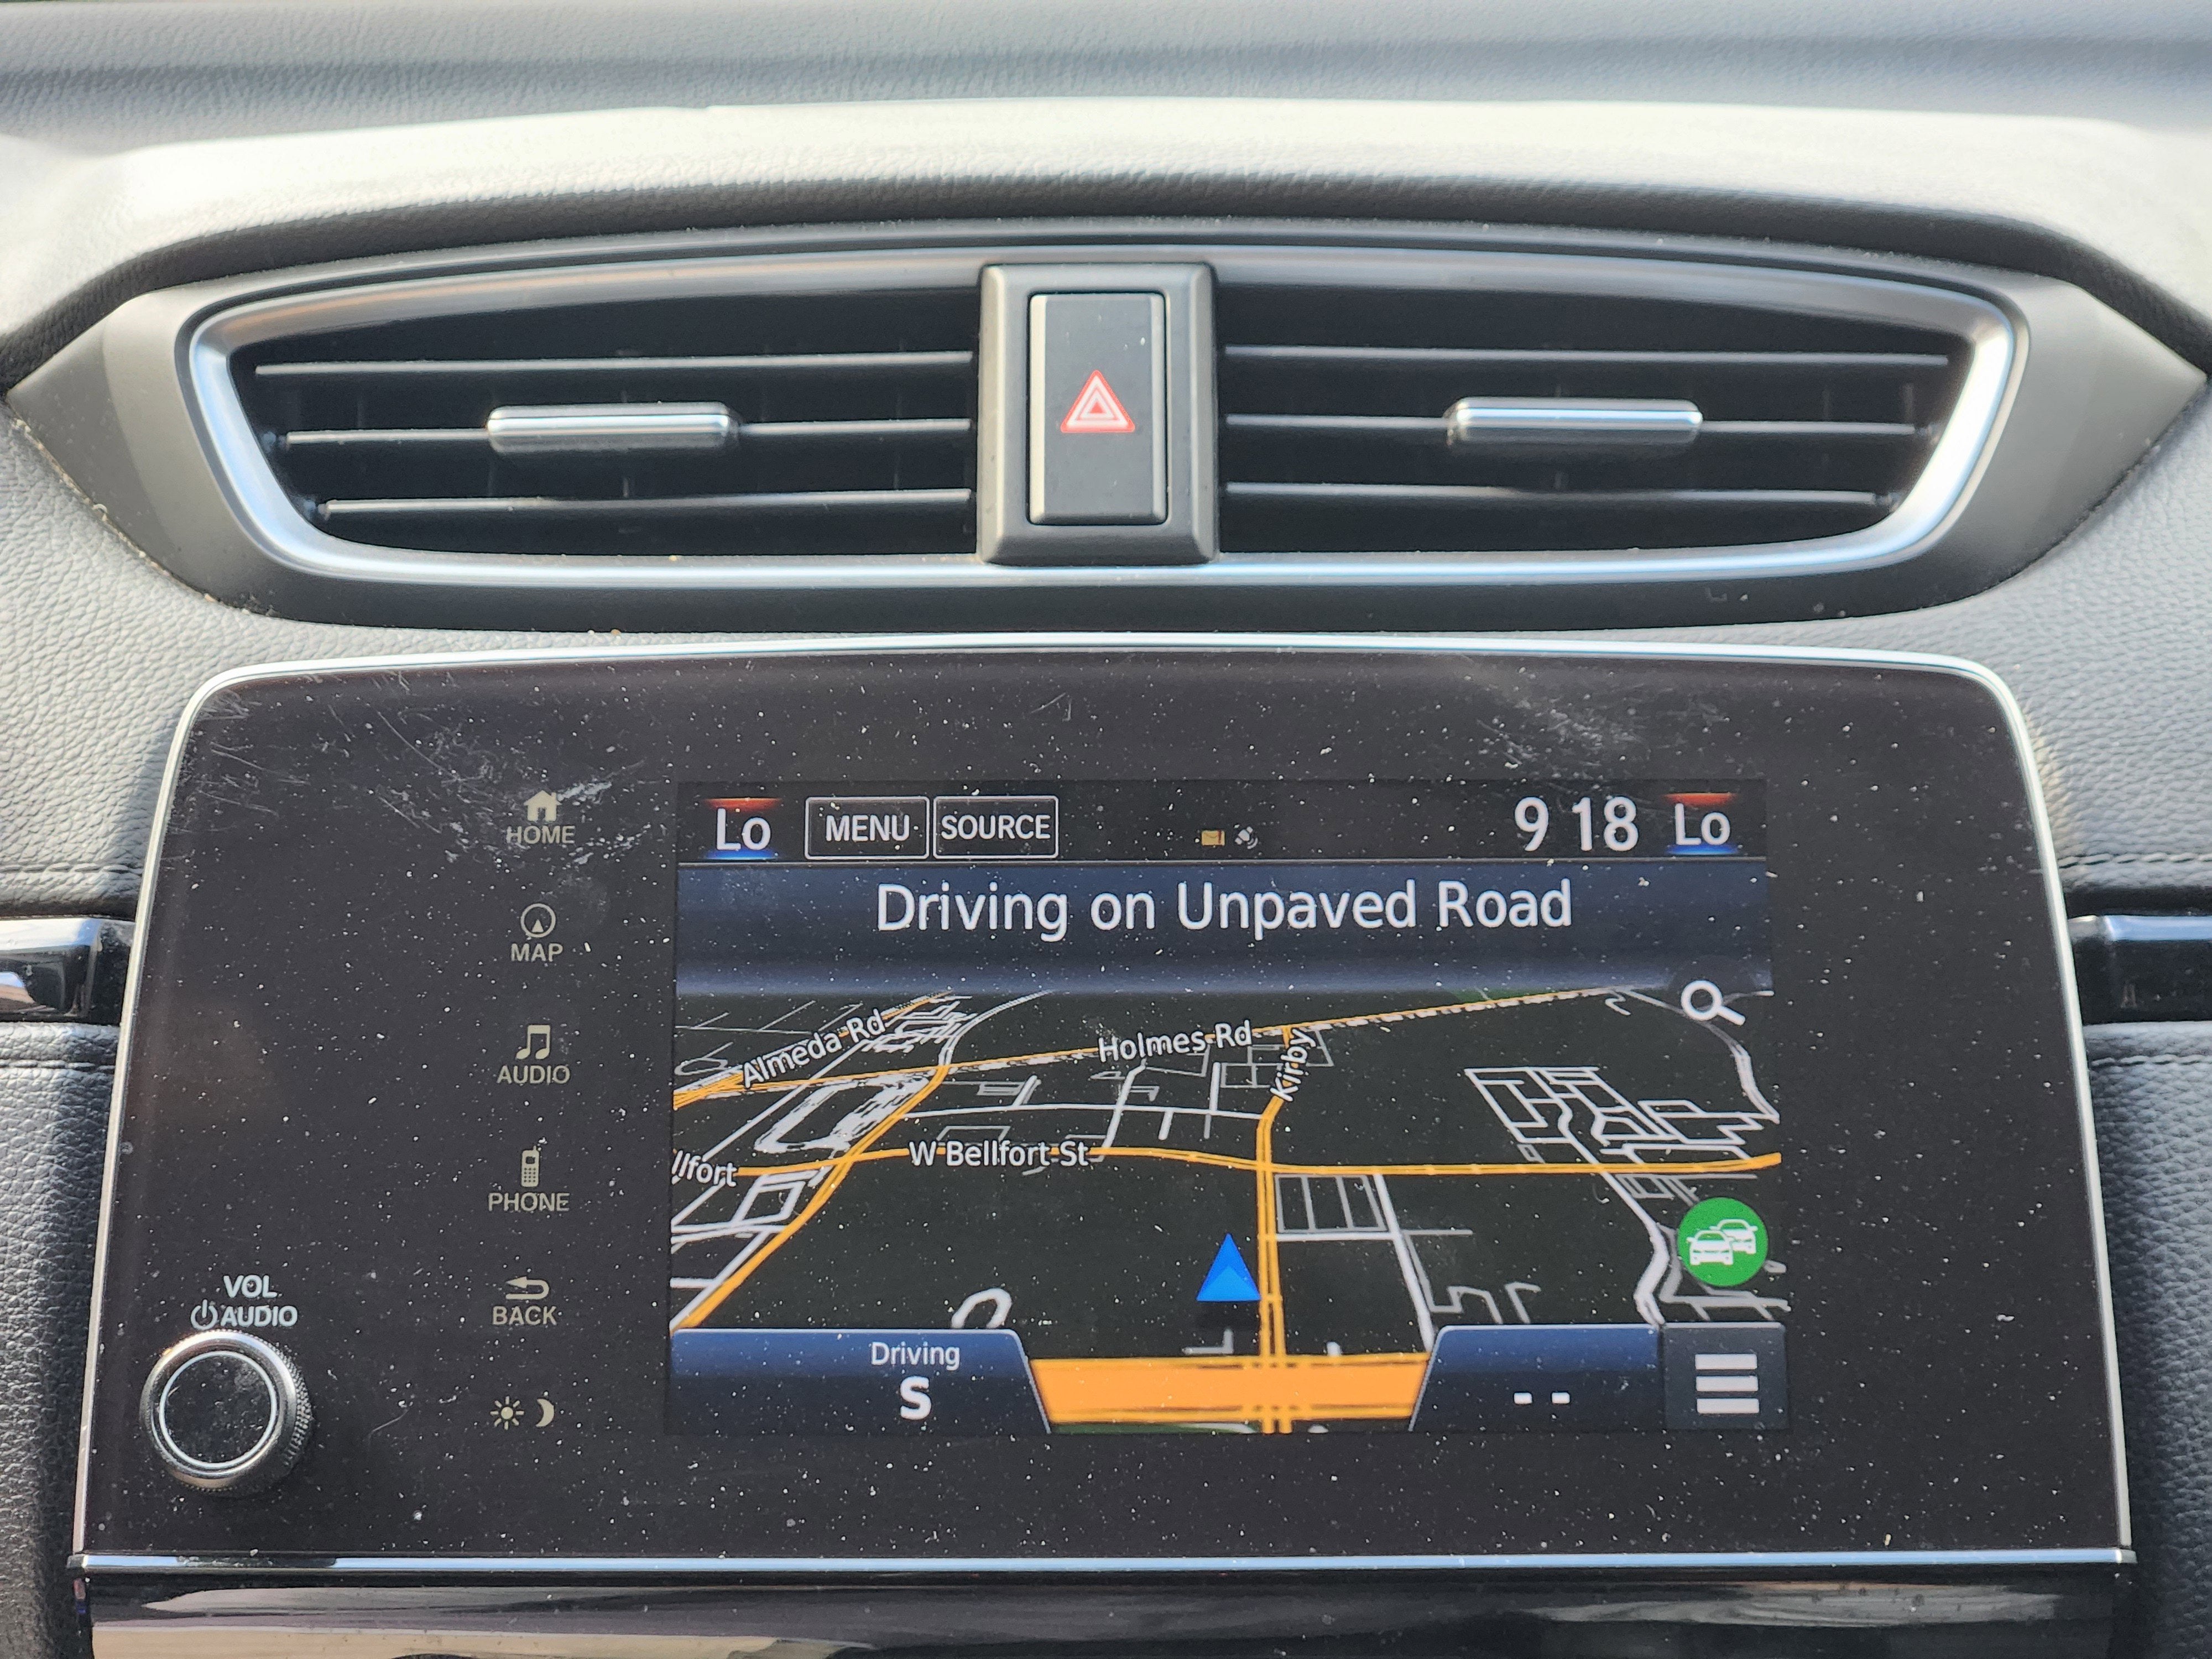 HOME
MAP
AUDIO
PHONE
BACK
VOL
AUDIO
Lo MENU SOURCE 9 18 Lo
Driving on Unpaved Road
Almeda Rd
Holmes Rd
Kirby
W Bellfort St
llfort
Driving
S
- -